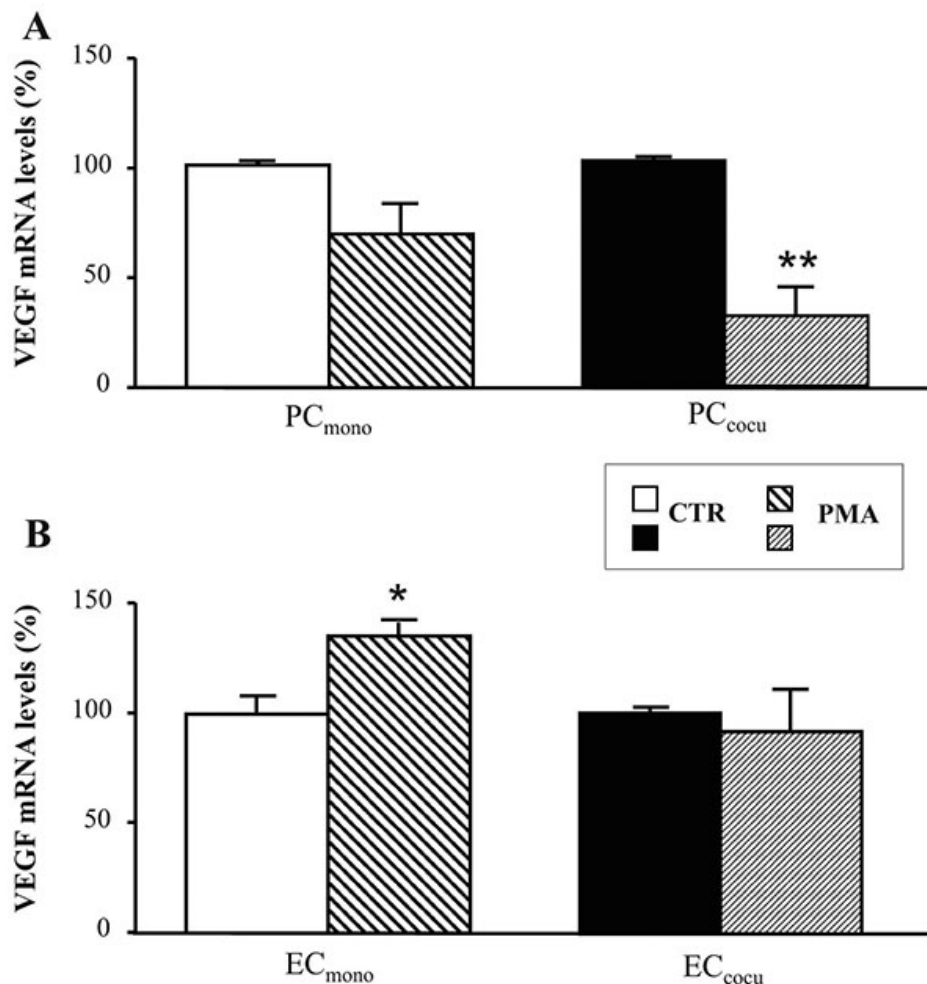 A
VEGF mRNA levels (%)
150
100
50
0
**
PCmono
PCcocu
CTR
PMA
B
VEGF mRNA levels (%)
150
100
50
0
*
ECmono
ECcocu